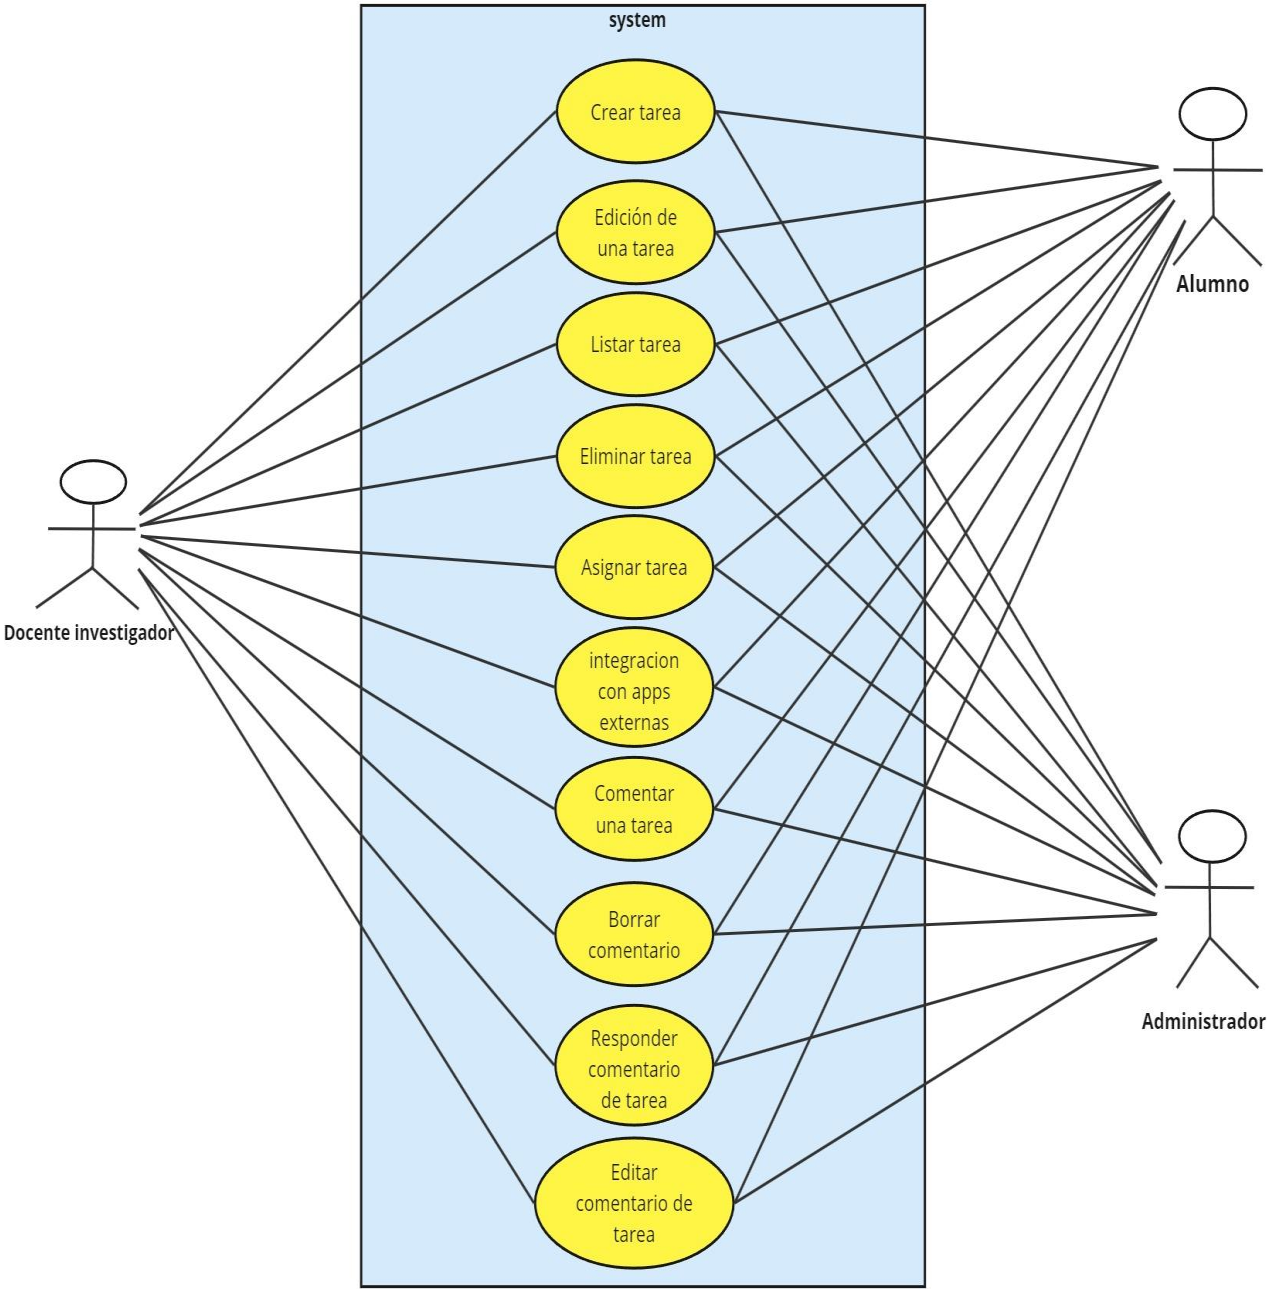 system
Crear tarea
Edición de
una tarea
Listar tarea
Eliminar tarea
Asignar tarea
integracion
con apps
externas
Comentar
una tarea
Borrar
comentario
Responder
comentario
de tarea
Editar
comentario de
tarea
Docente investigador
Alumno
Administrador